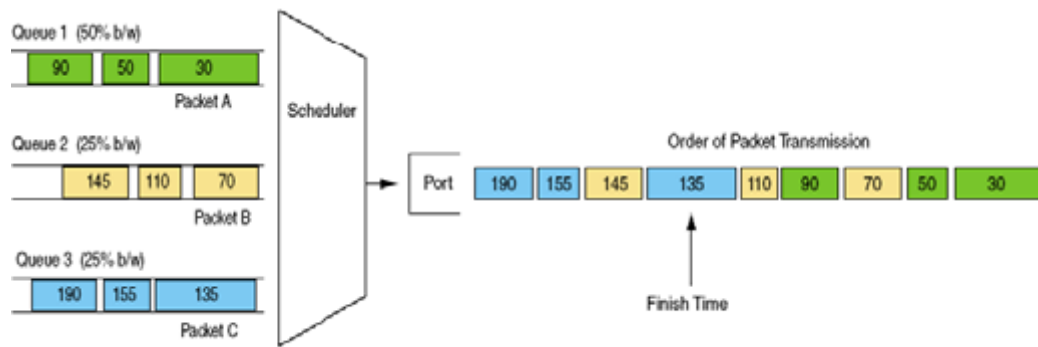 Queue 1 (50% b/w)
90 50 30
Packet A
Queue 2 (25% b/w)
145 110 70
Packet B
Queue 3 (25% b/w)
190 155 135
Packet C
Scheduler
Port
Order of Packet Transmission
190 155 145 135 110 90 70 50 30
Finish Time